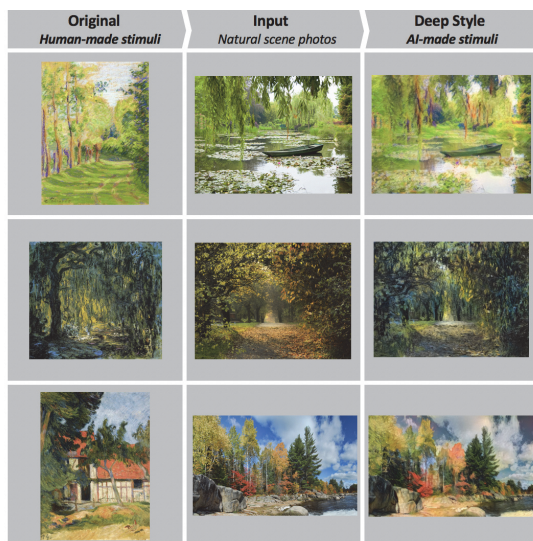 Original
Human-made stimuli
Input
Natural scene photos
Deep Style
AI-made stimuli